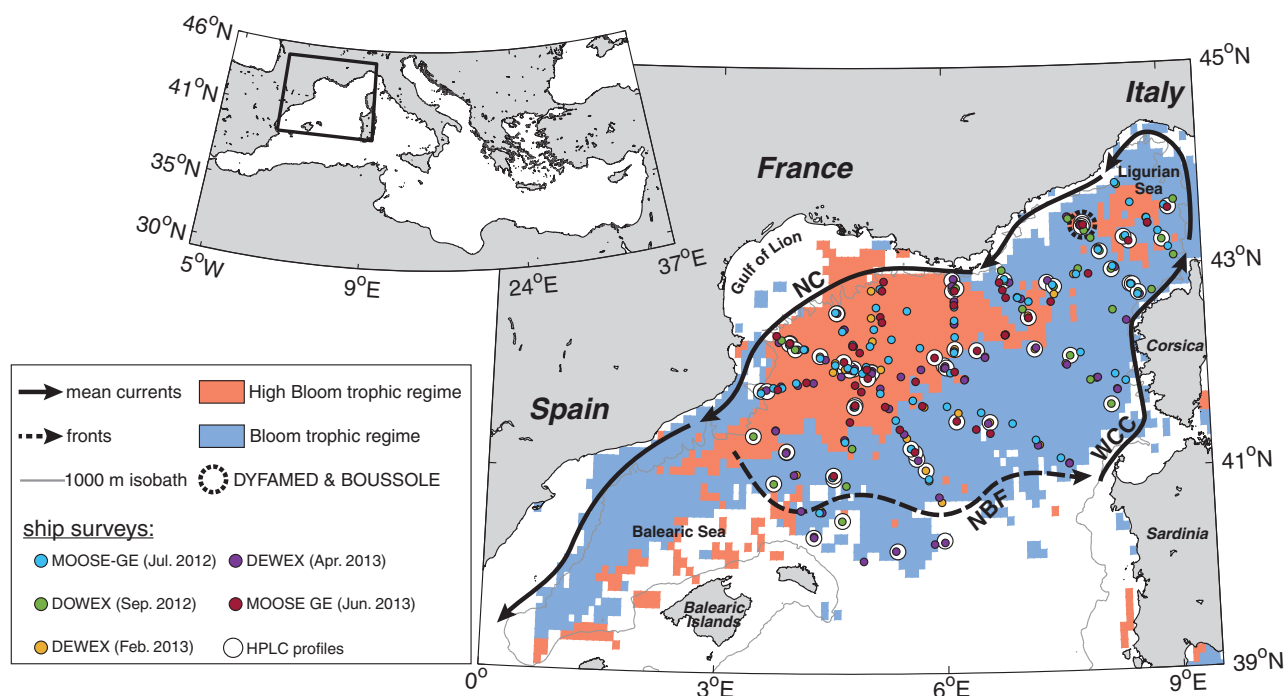 46°N
41°N
35°N
30°N
5°W
9°E
24°E
37°E
45°N
43°N
41°N
39°N
0°
3°E
6°E
9°E
Italy
France
Spain
Ligurian
Sea
Gulf of Lion
NC
Corsica
WCC
NBF
Sardinia
Balearic Sea
Balearic
Islands
mean currents
High Bloom trophic regime
fronts
Bloom trophic regime
1000 m isobath
DYFAMED & BOUSSOLE
ship surveys:
MOOSE-GE (Jul. 2012)
DEWEX (Apr. 2013)
DOWEX (Sep. 2012)
MOOSE GE (Jun. 2013)
DEWEX (Feb. 2013)
HPLC profiles